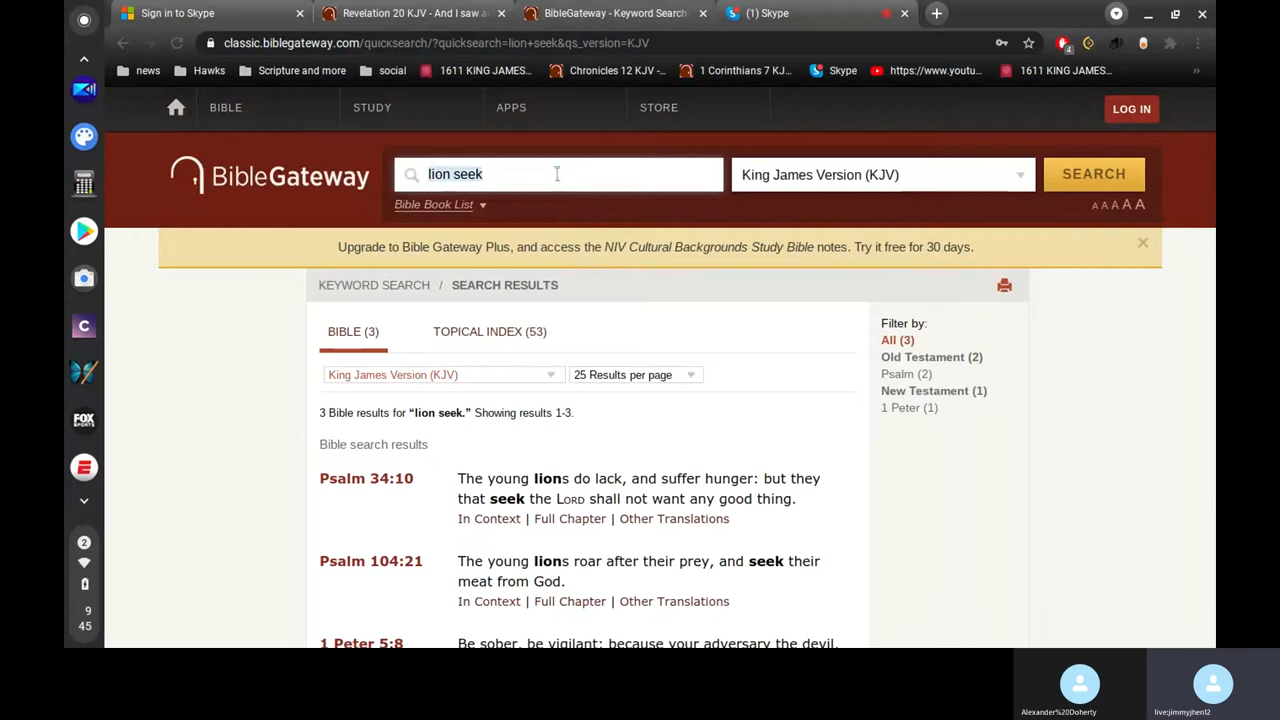 Sign in to Skype
Revelation 20 KJV - And I saw a
BibleGateway - Keyword Search:
(1) Skype
classic.biblegateway.com/quicksearch/?quicksearch=lion+seek&qs_version=KJV
4
news
Hawks
Scripture and more
social
1611 KING JAMES...
Chronicles 12 KJV -...
1 Corinthians 7 KJ...
Skype
https://www.youtu...
1611 KING JAMES...
»
BIBLE
STUDY
APPS
STORE
LOG IN
BibleGateway
lion seek
King James Version (KJV)
SEARCH
Bible Book List
A A A A A
Upgrade to Bible Gateway Plus, and access the NIV Cultural Backgrounds Study Bible notes. Try it free for 30 days.
KEYWORD SEARCH / SEARCH RESULTS
BIBLE (3)
TOPICAL INDEX (53)
King James Version (KJV)
25 Results per page
3 Bible results for “lion seek.” Showing results 1-3.
Bible search results
Psalm 34:10
The young lions do lack, and suffer hunger: but they
that seek the LORD shall not want any good thing.
In Context | Full Chapter | Other Translations
Psalm 104:21
The young lions roar after their prey, and seek their
meat from God.
In Context | Full Chapter | Other Translations
1 Peter 5:8
Be sober, be vigilant; because your adversary the devil,
Filter by:
All (3)
Old Testament (2)
Psalm (2)
New Testament (1)
1 Peter (1)
C
FOX
SPORTS
2
9
45
Alexander%20Doherty
live:jimmyjhen12